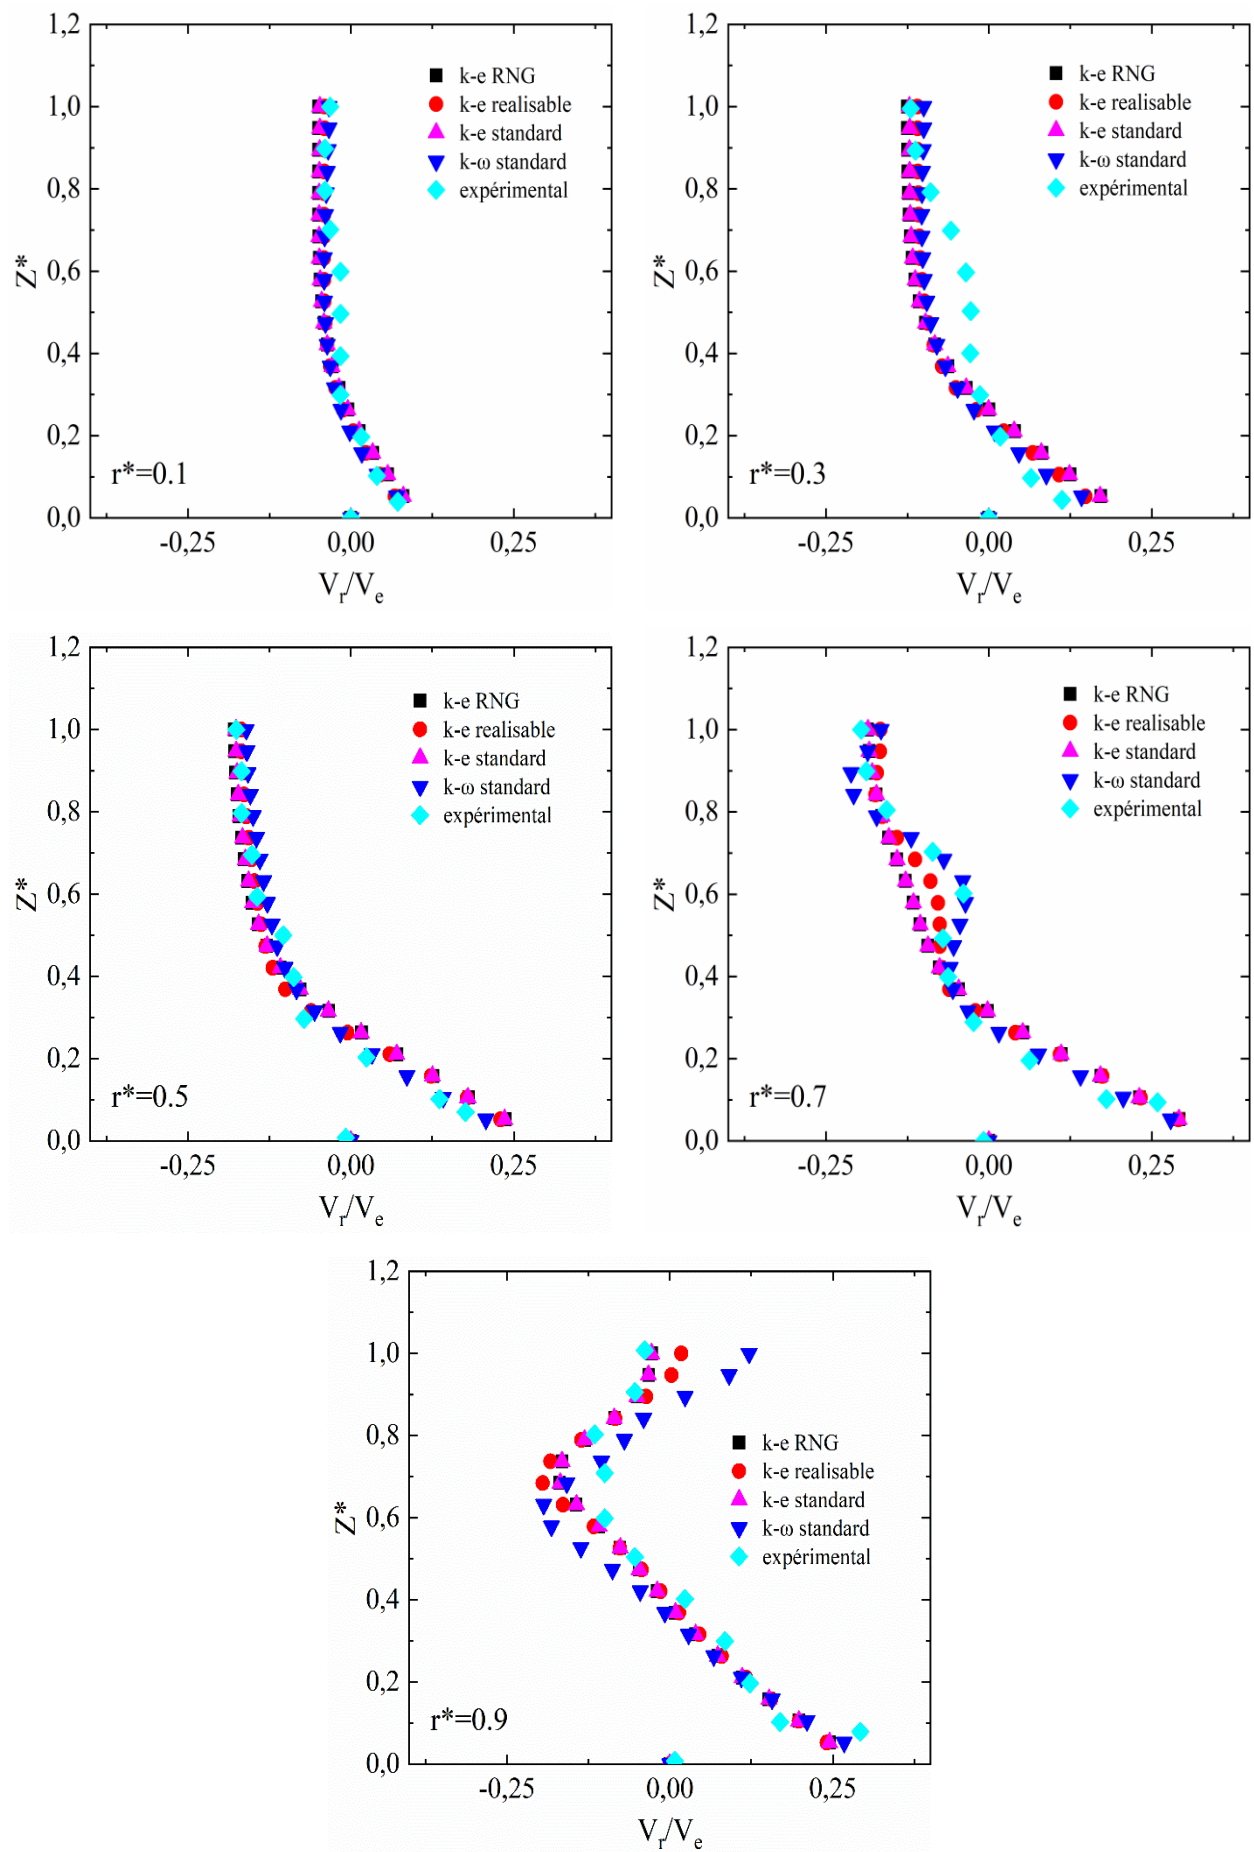 1,2
1,0
0,8
0,6
0,4
0,2
0,0
Z*
k-e RNG
k-e realisable
k-e standard
k-ω standard
expérimental
r*=0.1
-0,25 0,00 0,25
Vr/Ve
1,2
1,0
0,8
0,6
0,4
0,2
0,0
Z*
k-e RNG
k-e realisable
k-e standard
k-ω standard
expérimental
r*=0.3
-0,25 0,00 0,25
Vr/Ve
1,2
1,0
0,8
0,6
0,4
0,2
0,0
Z*
k-e RNG
k-e realisable
k-e standard
k-ω standard
expérimental
r*=0.5
-0,25 0,00 0,25
Vr/Ve
1,2
1,0
0,8
0,6
0,4
0,2
0,0
Z*
k-e RNG
k-e realisable
k-e standard
k-ω standard
expérimental
r*=0.7
-0,25 0,00 0,25
Vr/Ve
1,2
1,0
0,8
0,6
0,4
0,2
0,0
Z*
k-e RNG
k-e realisable
k-e standard
k-ω standard
expérimental
r*=0.9
-0,25 0,00 0,25
Vr/Ve